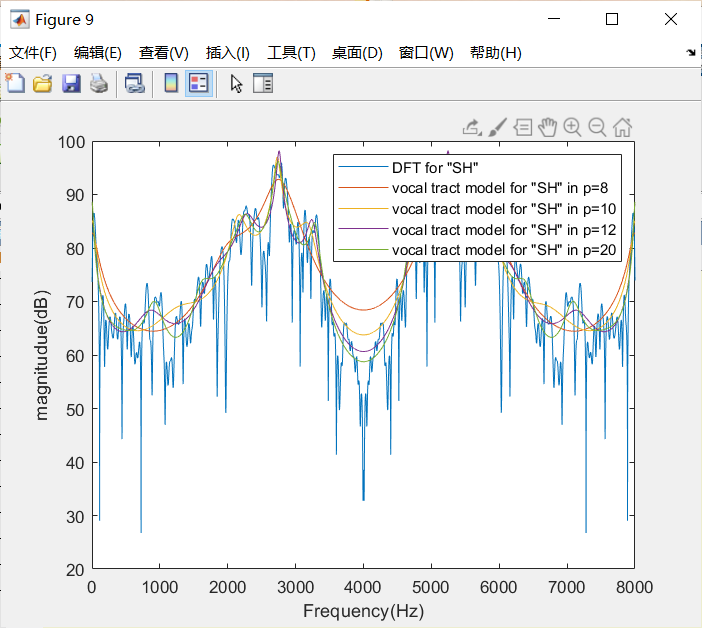 Figure 9
文件(F) 编辑(E) 查看(V) 插入(I) 工具(T) 桌面(D) 窗口(W) 帮助(H)
100
90
80
70
60
50
40
30
20
magnitudue(dB)
DFT for "SH"
vocal tract model for "SH" in p=8
vocal tract model for "SH" in p=10
vocal tract model for "SH" in p=12
vocal tract model for "SH" in p=20
0 1000 2000 3000 4000 5000 6000 7000 8000
Frequency(Hz)